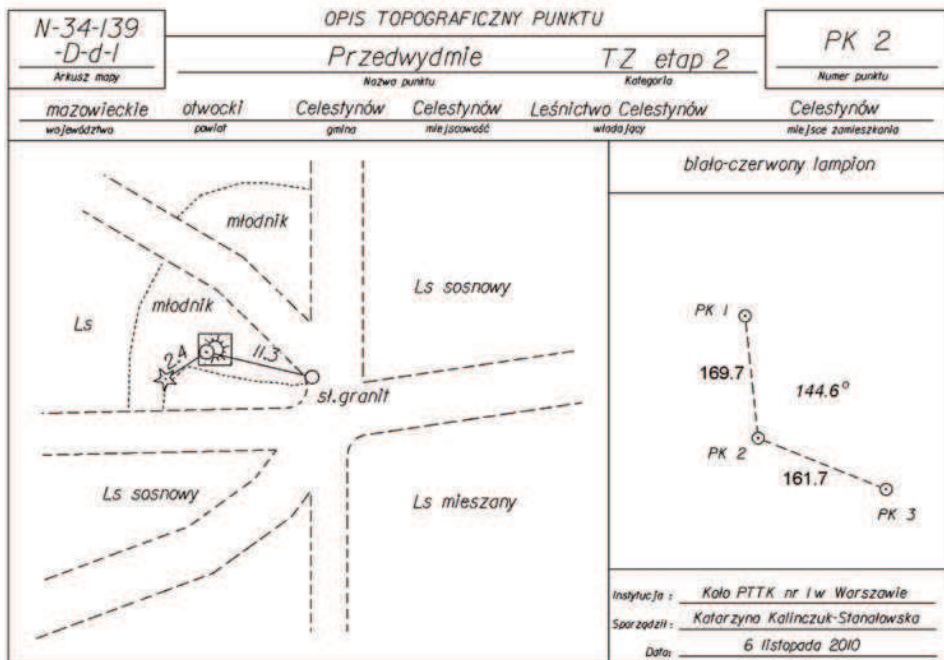 OPIS TOPOGRAFICZNY PUNKTU
N-34-139
-D-d-1
Arkusz mapy
Przedwydmie
Nazwa punktu
TZ etap 2
Kategoria
PK 2
Numer punktu
mazowieckie otwocki Celestynów Celestynów Leśnictwo Celestynów Celestynów
województwo powiat gmina miejscowość władający miejsce zamieszkania
biało-czerwony lampion
młodnik
Ls sosnowy
Ls
młodnik
2.4
11.3
sł.granit
Ls sosnowy
Ls mieszany
PK 1
169.7
144.6°
PK 2
161.7
PK 3
Instytucja : Koło PTTK nr 1 w Warszawie
Sporządził : Katarzyna Kalinczuk-Stanałowska
Data: 6 listopada 2010